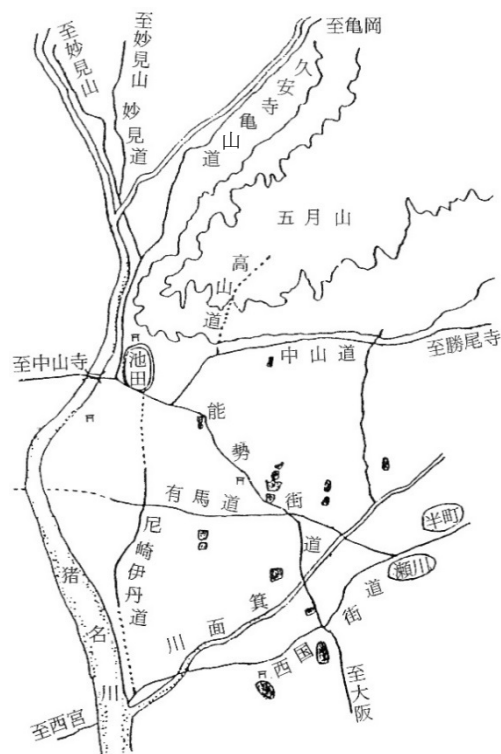 至亀岡
至妙見山
至妙見山
妙見道
久安寺亀山道
五月山
高山道
至中山寺
池田
中山道
至勝尾寺
能勢街道
有馬道
尼崎伊丹道
半町
瀬川
猪名川
箕面川
西国街道
至西宮
至大阪